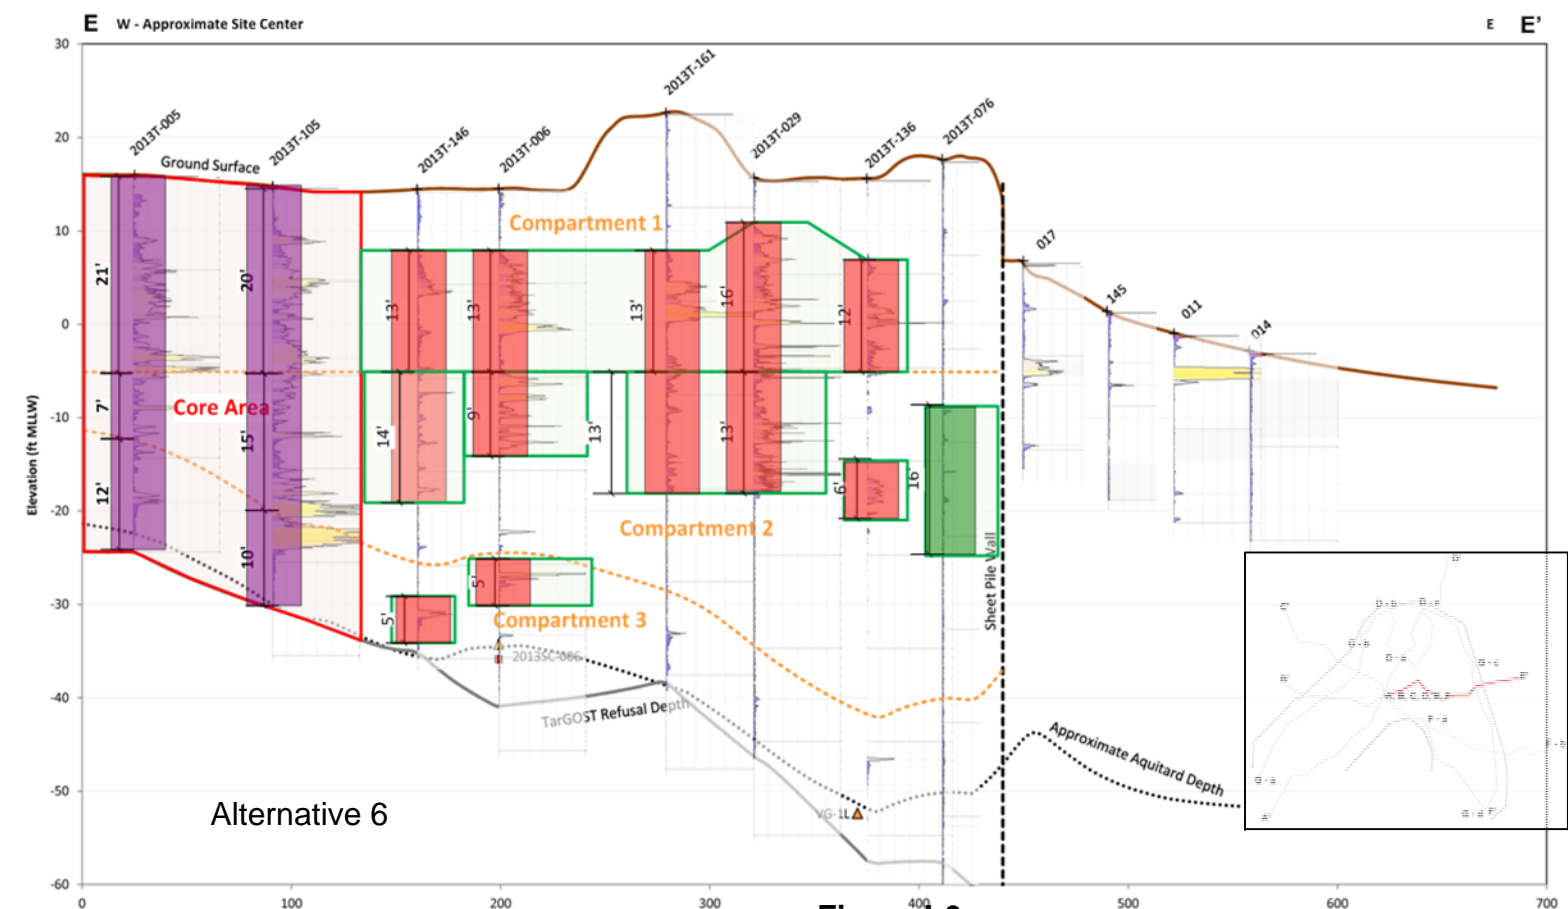 E W - Approximate Site Center E E’
30
20
10
0
-10
-20
-30
-40
-50
-60
Elevation (ft MLLW)
0 100 200 300 400 500 600 700
2013T-005
2013T-105
2013T-146
2013T-006
2013T-161
2013T-029
2013T-136
2013T-076
017
145
011
014
Ground Surface
Compartment 1
21'
20'
13'
13'
13'
16'
12'
Core Area
7'
15'
14'
9'
13'
13'
6'
16'
12'
10'
Compartment 2
5'
5'
Compartment 3
2013SC-006
TarGOST Refusal Depth
Sheet Pile Wall
Approximate Aquitard Depth
VG-1L
Alternative 6